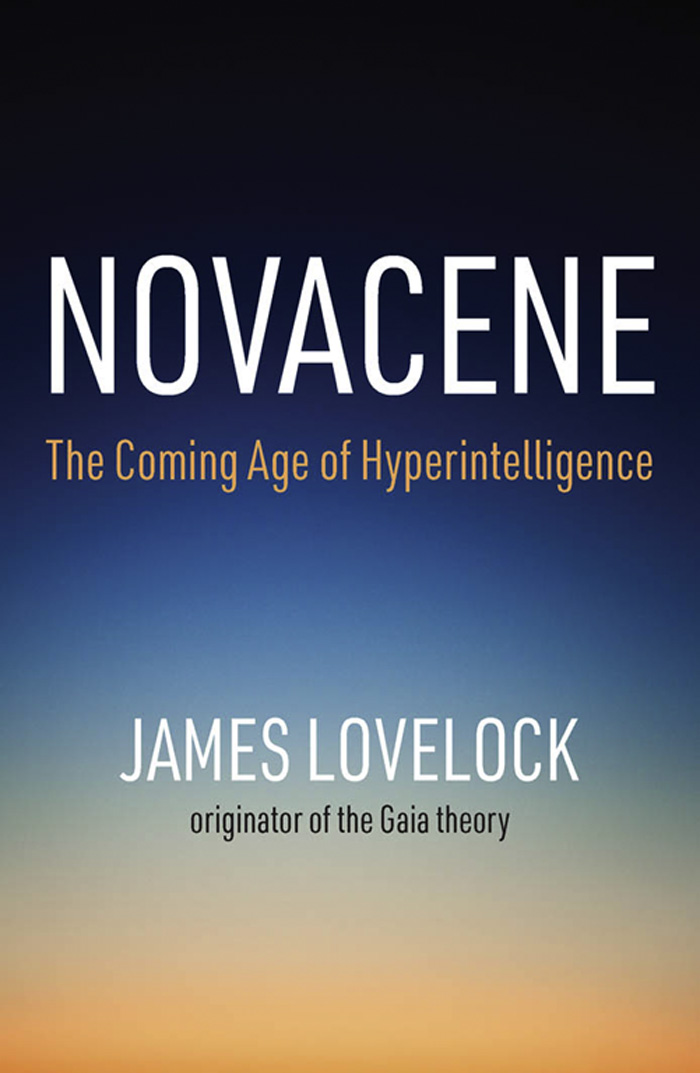 NOVACENE
The Coming Age of Hyperintelligence
JAMES LOVELOCK
originator of the Gaia theory